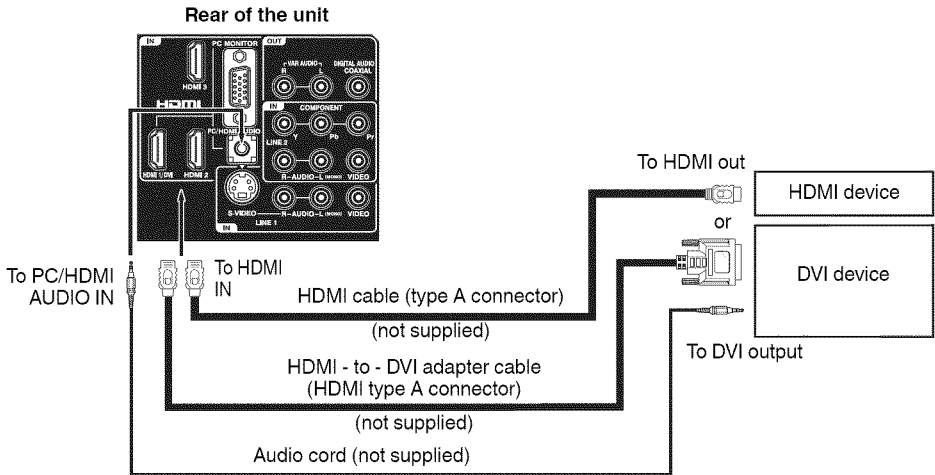 Rear of the unit
IN
PC MONITOR
OUT
VAR AUDIO
R L
DIGITAL AUDIO
COAXIAL
HDMI 3
HDMI
IN
COMPONENT
Y Pb Pr
PC/HDMI AUDIO
LINE 2
HDMI 1/DVI
HDMI 2
R-AUDIO-L (MONO) VIDEO
S-VIDEO
R-AUDIO-L (MONO) VIDEO
LINE 1
IN
To HDMI out
HDMI device
or
DVI device
To PC/HDMI
AUDIO IN
To HDMI
IN
HDMI cable (type A connector)
(not supplied)
To DVI output
HDMI - to - DVI adapter cable
(HDMI type A connector)
(not supplied)
Audio cord (not supplied)